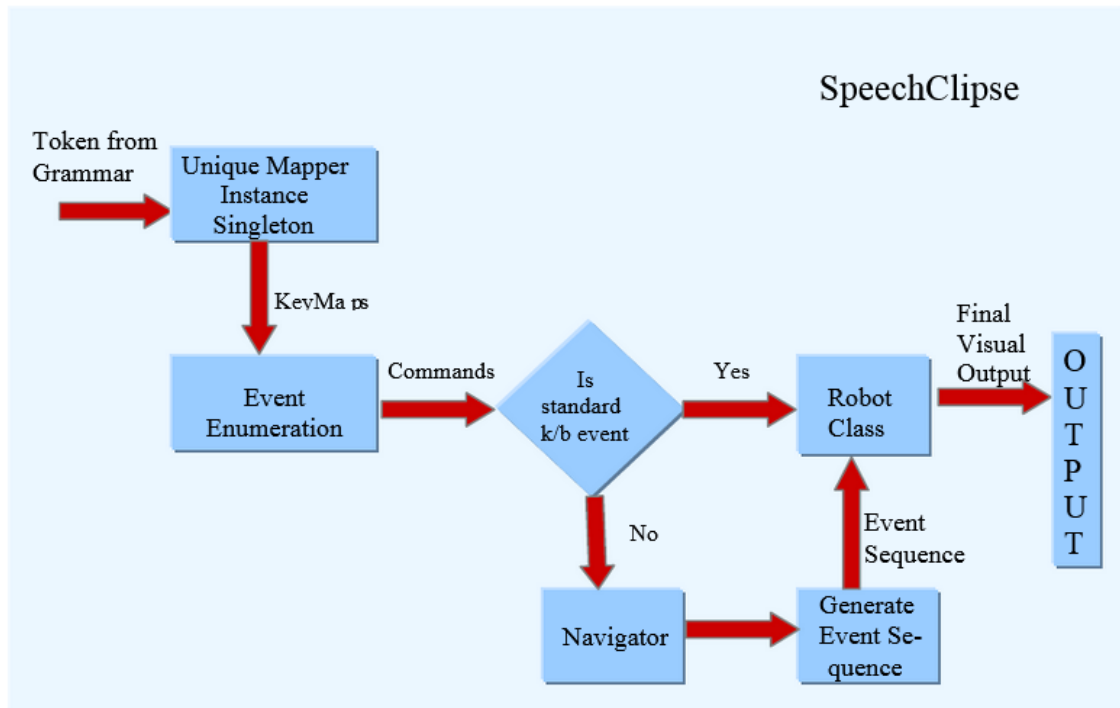 SpeechClipse
Token from
Grammar
Unique Mapper
Instance
Singleton
KeyMa ps
Event
Enumeration
Commands
Is
standard
k/b event
Yes
No
Robot
Class
Final
Visual
Output
O
U
T
P
U
T
Navigator
Generate
Event Se-
quence
Event
Sequence